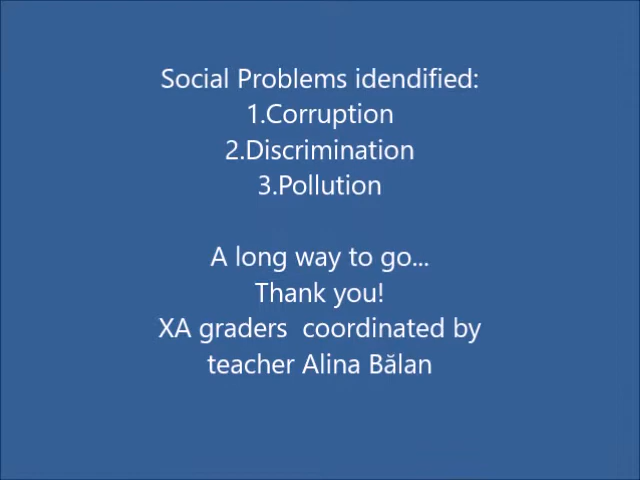 Social Problems idendified:
1.Corruption
2.Discrimination
3.Pollution
A long way to go...
Thank you!
XA graders  coordinated by
teacher Alina Bălan